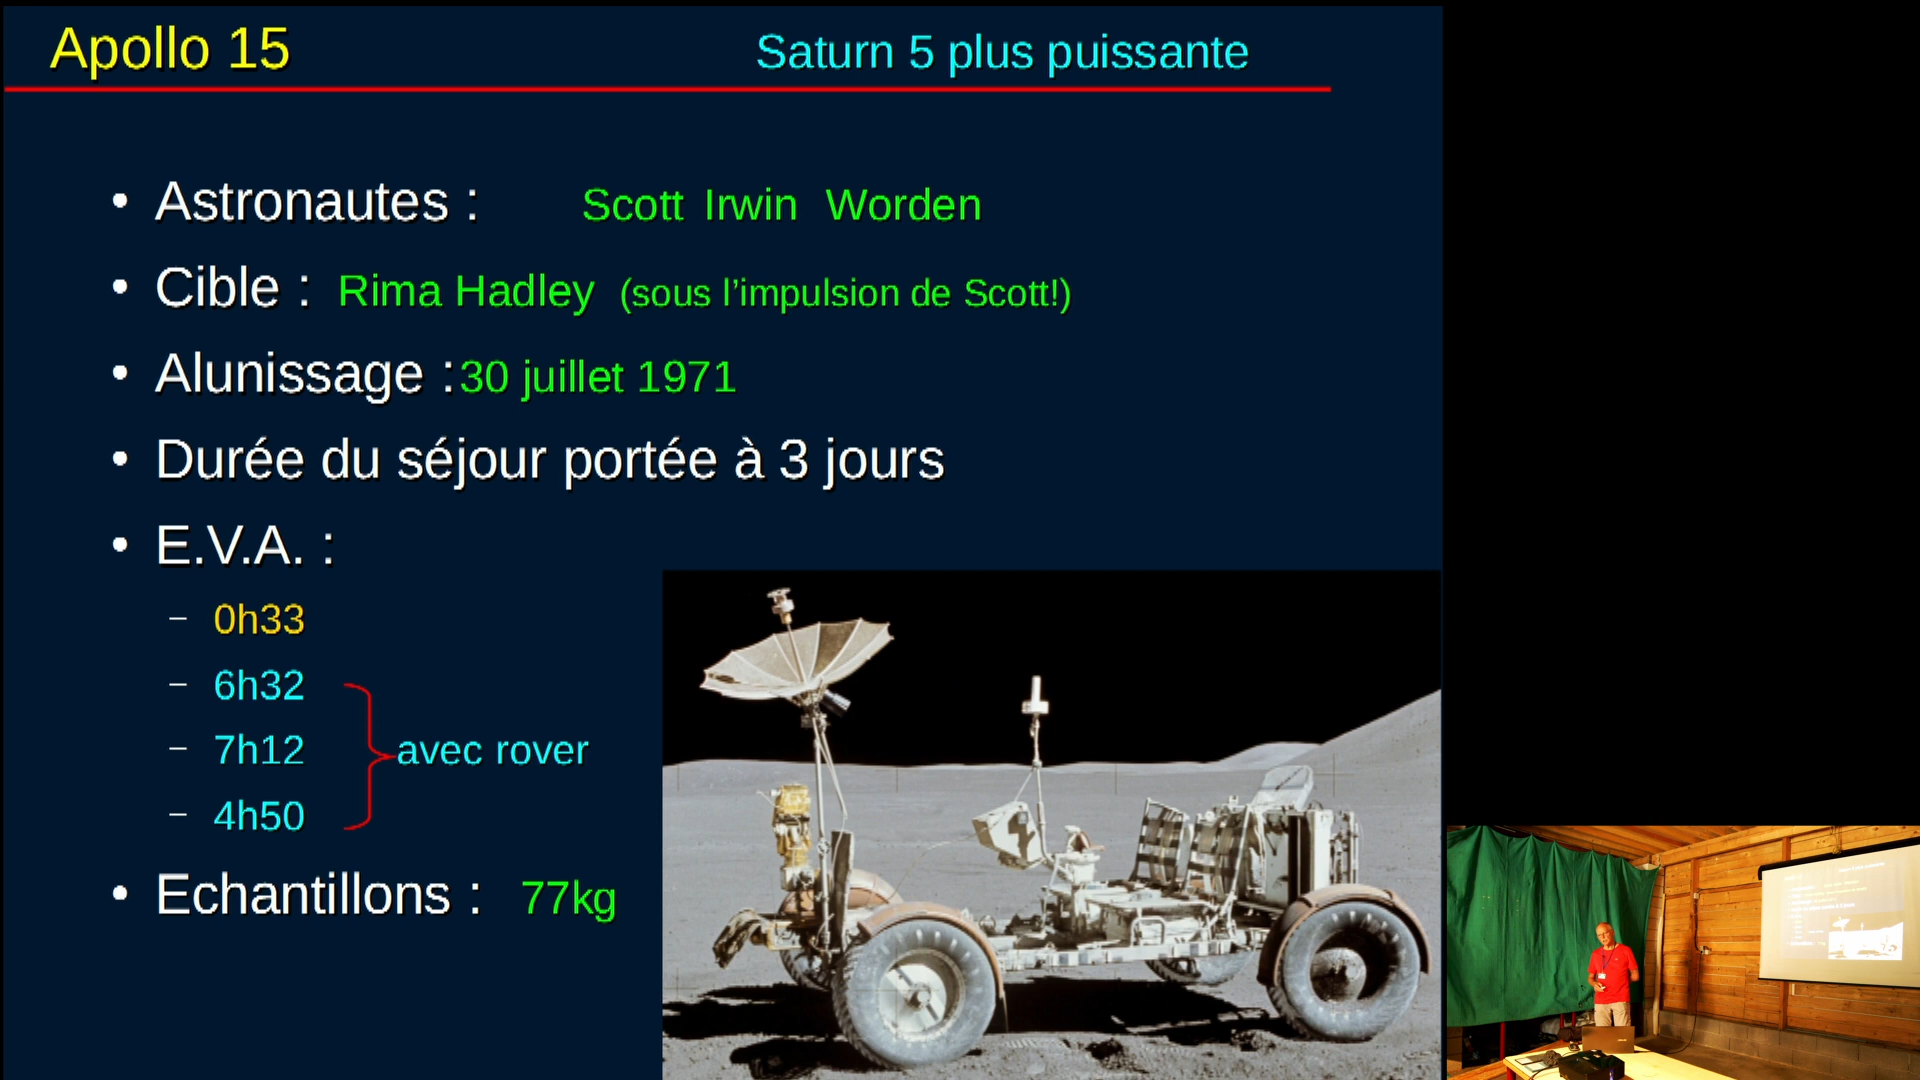 Apollo 15
Saturn 5 plus puissante
• Astronautes : Scott Irwin Worden
• Cible : Rima Hadley (sous l’impulsion de Scott!)
• Alunissage :30 juillet 1971
• Durée du séjour portée à 3 jours
• E.V.A. :
– 0h33
– 6h32
– 7h12
– 4h50
avec rover
• Echantillons : 77kg